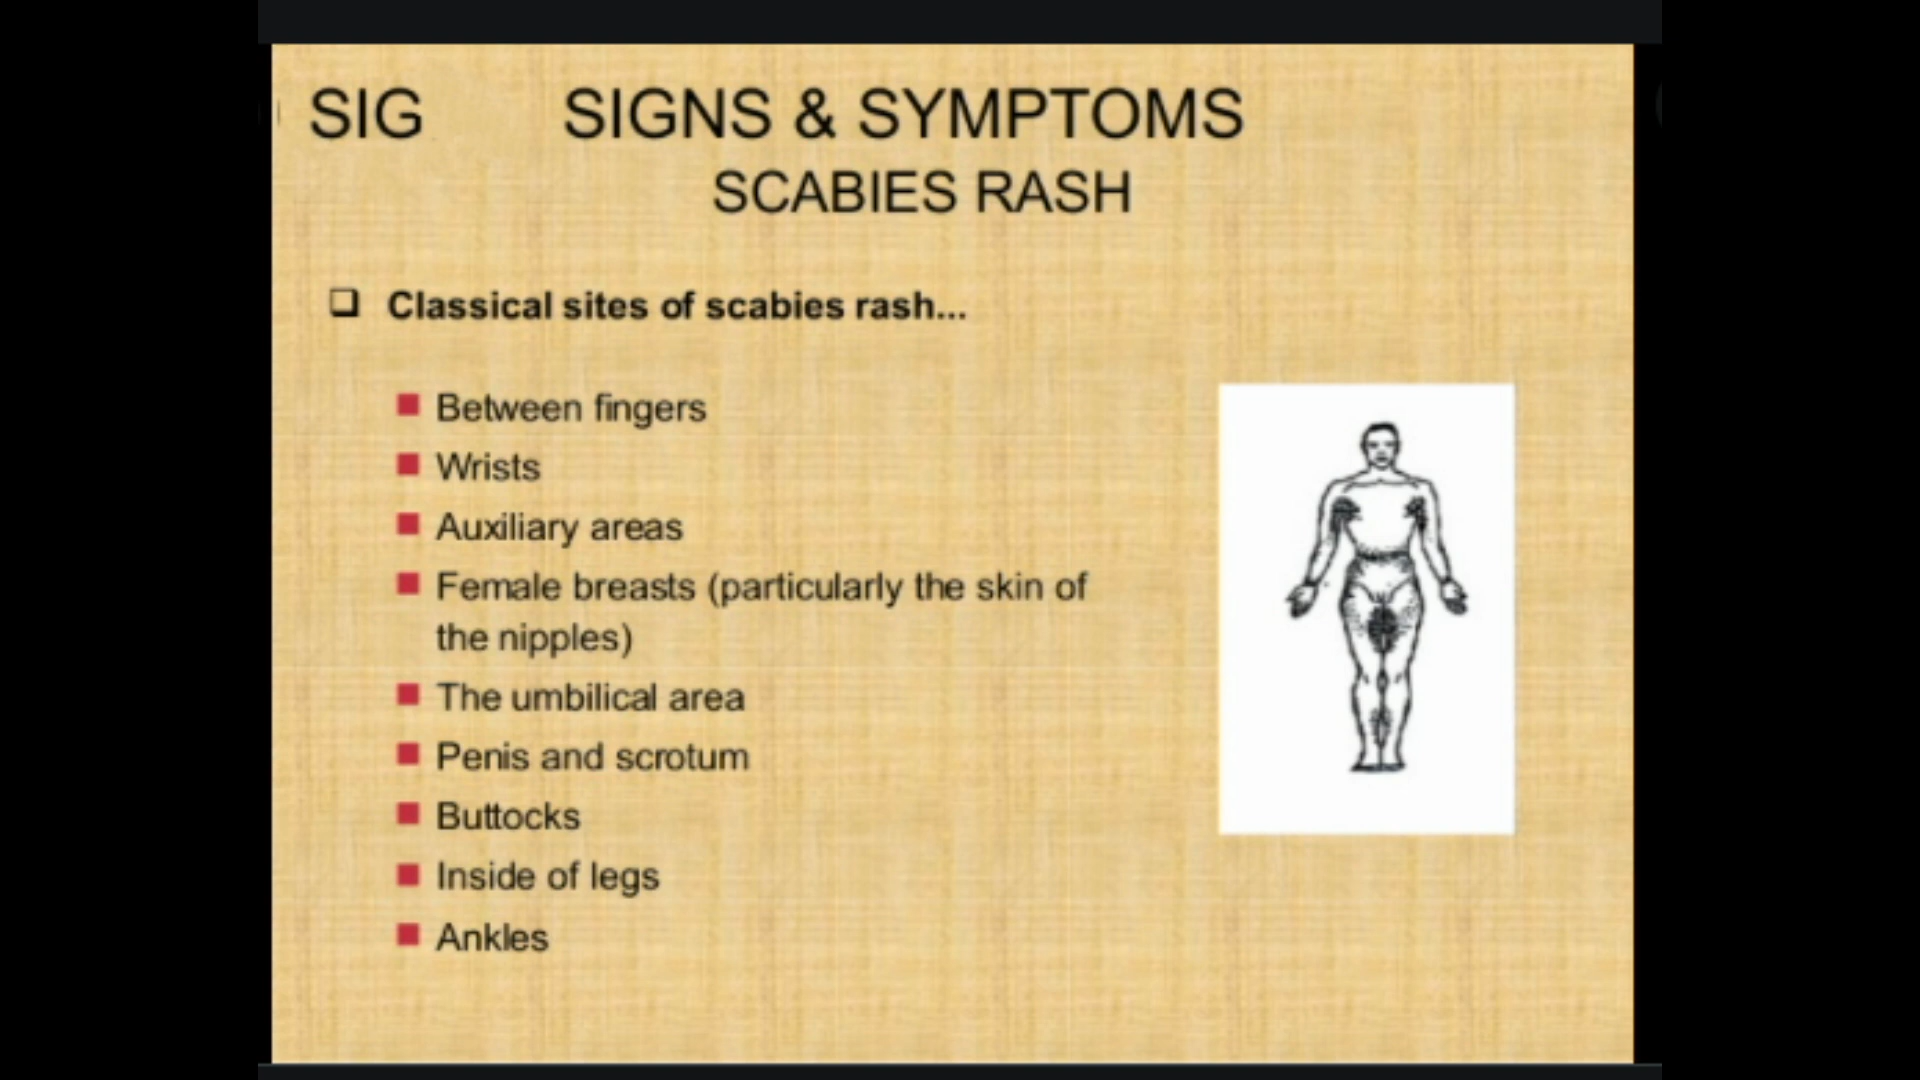 SIG SIGNS & SYMPTOMS
SCABIES RASH
Classical sites of scabies rash...
Between fingers
Wrists
Auxiliary areas
Female breasts (particularly the skin of
the nipples)
The umbilical area
Penis and scrotum
Buttocks
Inside of legs
Ankles